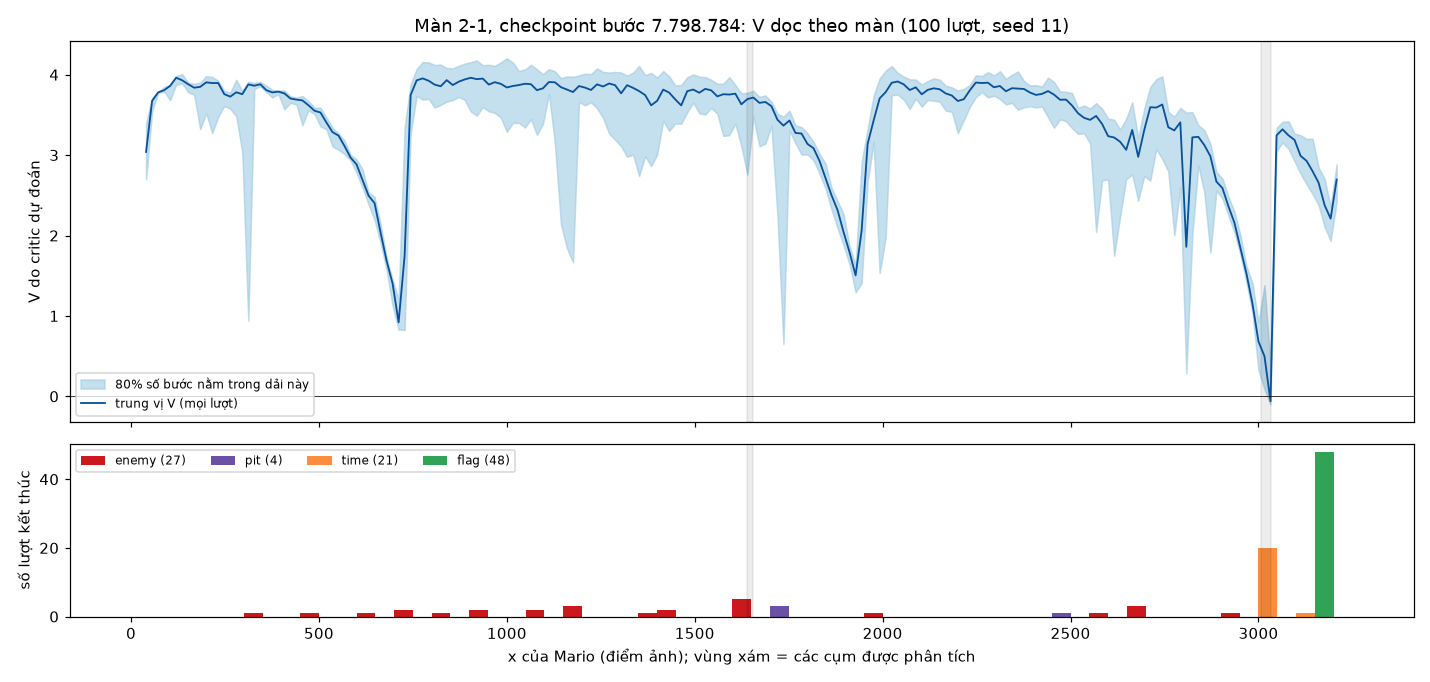 Màn 2-1, checkpoint bước 7.798.784: V dọc theo màn (100 lượt, seed 11)
V do critic dự đoán
4
3
2
1
0
80% số bước nằm trong dải này
trung vị V (mọi lượt)
số lượt kết thúc
40
20
0
enemy (27)
pit (4)
time (21)
flag (48)
0
500
1000
1500
2000
2500
3000
x của Mario (điểm ảnh); vùng xám = các cụm được phân tích